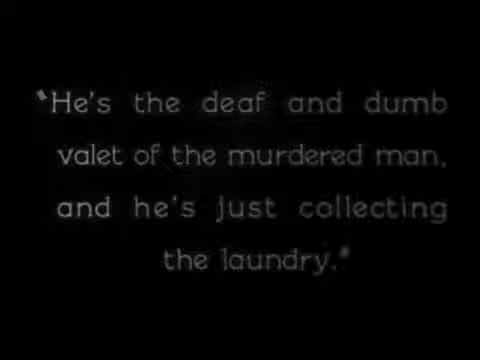 "He's the deaf and dumb
valet of the murdered man,
and he's just collecting
the laundry."